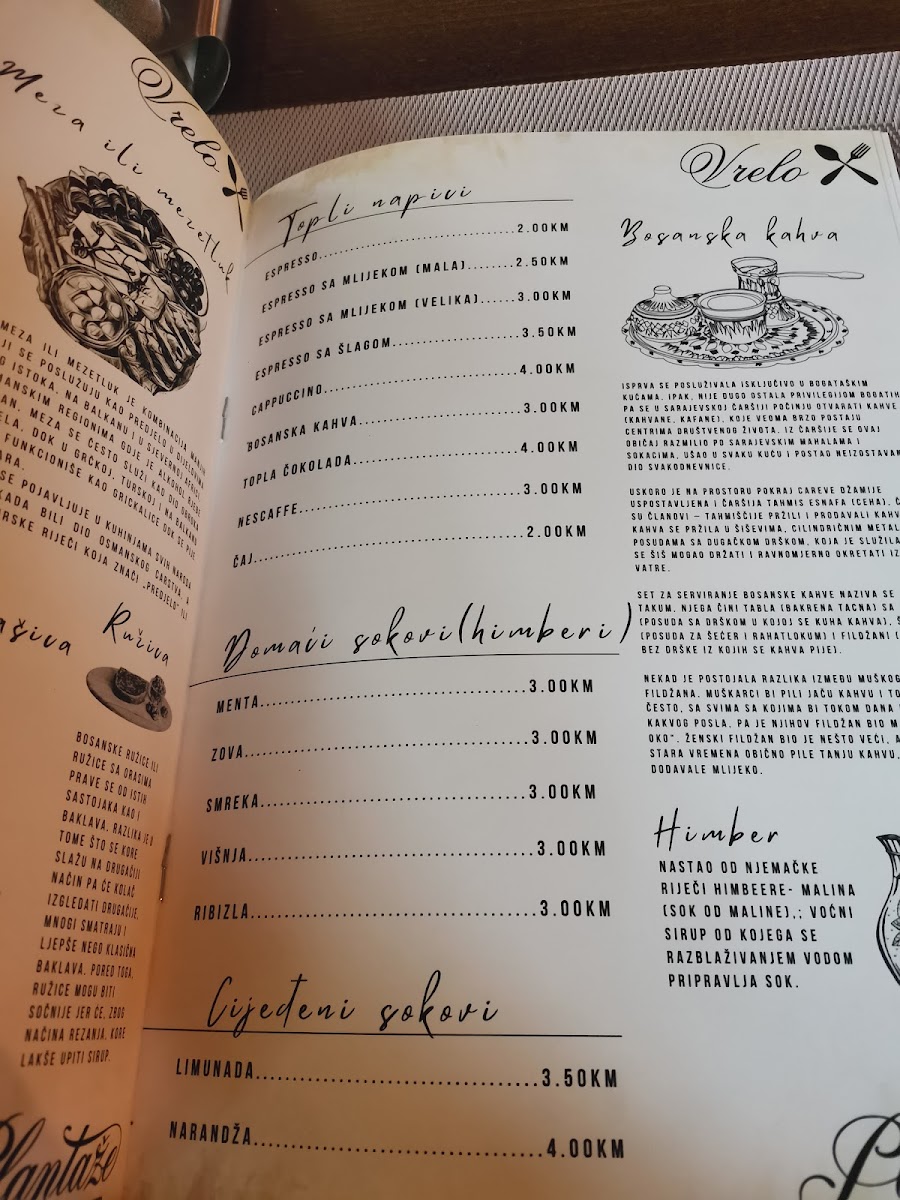 Vrelo
Meza ili mezetluk
MEZA ILI MEZETLUK
JE KOMBINACIJA
SE POSLUŽUJU KAO PREDJELO
ISTOKA. NA BALKANU I U SJEVERNOJ AFRICI
REGIONIMA GDJE JE ALKOHOL
MEZA SE ČESTO SLUŽI KAO DIO
DOK U GRČKOJ, TURSKOJ I NA BALKANU
FUNKCIONIŠE KAO GRICKALICE DOK SE PIJE
SE POJAVLJUJE U KUHINJAMA SVIH NARODA
BILI DIO OSMANSKOG CARSTVA, A
RIJEČI KOJA ZNAČI „PREDJELO" ILI
Ružica
BOSANSKE RUŽICE ILI
RUŽICE SA ORASIMA
PRAVE SE OD ISTIH
SASTOJAKA KAO I
BAKLAVA. RAZLIKA JE U
TOME ŠTO SE KORE
SLAŽU NA DRUGAČIJI
NAČIN PA ĆE KOLAČ
IZGLEDATI DRUGAČIJE.
MNOGI SMATRAJU I
LJEPŠE NEGO KLASIČNA
BAKLAVA. PORED TOGA,
RUŽICE MOGU BITI
SOČNIJE JER ĆE, ZBOG
NAČINA REZANJA, KORE
LAKŠE UPITI SIRUP.
Plantaže
Topli napici
ESPRESSO..............................2.00KM
ESPRESSO SA MLIJEKOM (MALA)........2.50KM
ESPRESSO SA MLIJEKOM (VELIKA)......3.00KM
ESPRESSO SA ŠLAGOM....................3.50KM
CAPPUCCINO..............................4.00KM
BOSANSKA KAHVA.......................3.00KM
TOPLA ČOKOLADA.......................4.00KM
NESCAFFE................................3.00KM
ČAJ.......................................2.00KM
Domaći sokovi(himberi)
MENTA...................................3.00KM
ZOVA.....................................3.00KM
SMREKA..................................3.00KM
VIŠNJA...................................3.00KM
RIBIZLA..................................3.00KM
Cijeđeni sokovi
LIMUNADA................................3.50KM
NARANDŽA................................4.00KM
Vrelo
Bosanska kahva
ISPRVA SE POSLUŽIVALA ISKLJUČIVO U BOGATAŠKIM
KUĆAMA. IPAK, NIJE DUGO OSTALA PRIVILEGIJOM BOGATIH
PA SE U SARAJEVSKOJ ČARŠIJI POČINJU OTVARATI KAHVE
(KAHVANE, KAFANE), KOJE VEOMA BRZO POSTAJU
CENTRIMA DRUŠTVENOG ŽIVOTA. IZ ČARŠIJE SE OVAJ
OBIČAJ RAZMILIO PO SARAJEVSKIM MAHALAMA I
SOKACIMA, UŠAO U SVAKU KUĆU I POSTAO NEIZOSTAVAN
DIO SVAKODNEVNICE.
USKORO JE NA PROSTORU POKRAJ CAREVE DŽAMIJE
USPOSTAVLJENA I ČARŠIJA TAHMIS ESNAFA (CEHA), Č
SU ČLANOVI – TAHMIŠČIJE PRŽILI I PRODAVALI KAHV
KAHVA SE PRŽILA U ŠIŠEVIMA, CILINDRIČNIM METAL
POSUDAMA SA DUGAČKOM DRŠKOM, KOJA JE SLUŽILA
SE ŠIŠ MOGAO DRŽATI I RAVNOMJERNO OKRETATI IZ
VATRE.
SET ZA SERVIRANJE BOSANSKE KAHVE NAZIVA SE
TAKUM. NJEGA ČINI TABLA (BAKRENA TACNA) SA
(POSUDA SA DRŠKOM U KOJOJ SE KUHA KAHVA), Š
(POSUDA ZA ŠEĆER I RAHATLOKUM) I FILDŽANI (
BEZ DRŠKE IZ KOJIH SE KAHVA PIJE).
NEKAD JE POSTOJALA RAZLIKA IZMEĐU MUŠKOG
FILDŽANA. MUŠKARCI BI PILI JAČU KAHVU I TO
ČESTO, SA SVIMA SA KOJIMA BI TOKOM DANA
KAKVOG POSLA, PA JE NJIHOV FILDŽAN BIO M
OKO". ŽENSKI FILDŽAN BIO JE NEŠTO VEĆI, A
STARA VREMENA OBIČNO PILE TANJU KAHVU,
DODAVALE MLIJEKO.
Himber
NASTAO OD NJEMAČKE
RIJEČI HIMBEERE- MALINA
(SOK OD MALINE),; VOĆNI
SIRUP OD KOJEGA SE
RAZBLAŽIVANJEM VODOM
PRIPRAVLJA SOK.